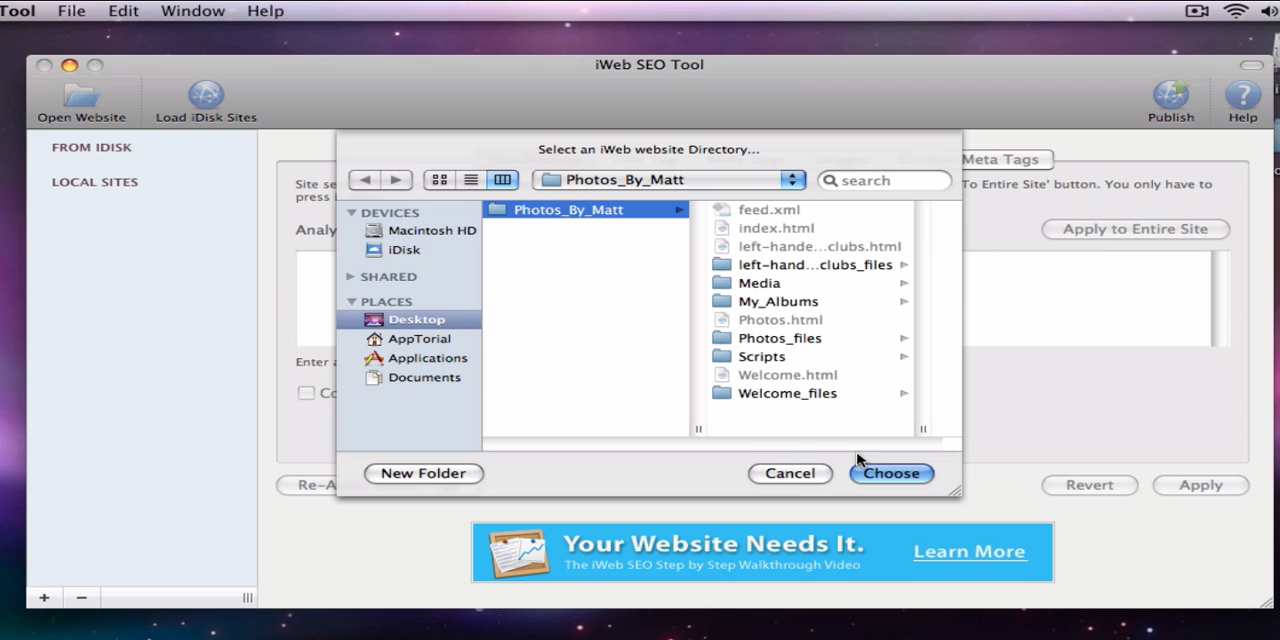 Tool File Edit Window Help
iWeb SEO Tool
Open Website
Load iDisk Sites
Publish
Help
FROM IDISK
LOCAL SITES
Select an iWeb website Directory...
Meta Tags
Photos_By_Matt
search
Site se
To Entire Site' button. You only have to
press
Analy
Apply to Entire Site
DEVICES
Macintosh HD
iDisk
SHARED
PLACES
Desktop
AppTorial
Applications
Documents
Photos_By_Matt
feed.xml
index.html
left-hande...clubs.html
left-hand...clubs_files
Media
My_Albums
Photos.html
Photos_files
Scripts
Welcome.html
Welcome_files
Enter
Co
New Folder
Cancel
Choose
Re-A
Revert
Apply
Your Website Needs It.
The iWeb SEO Step by Step Walkthrough Video
Learn More